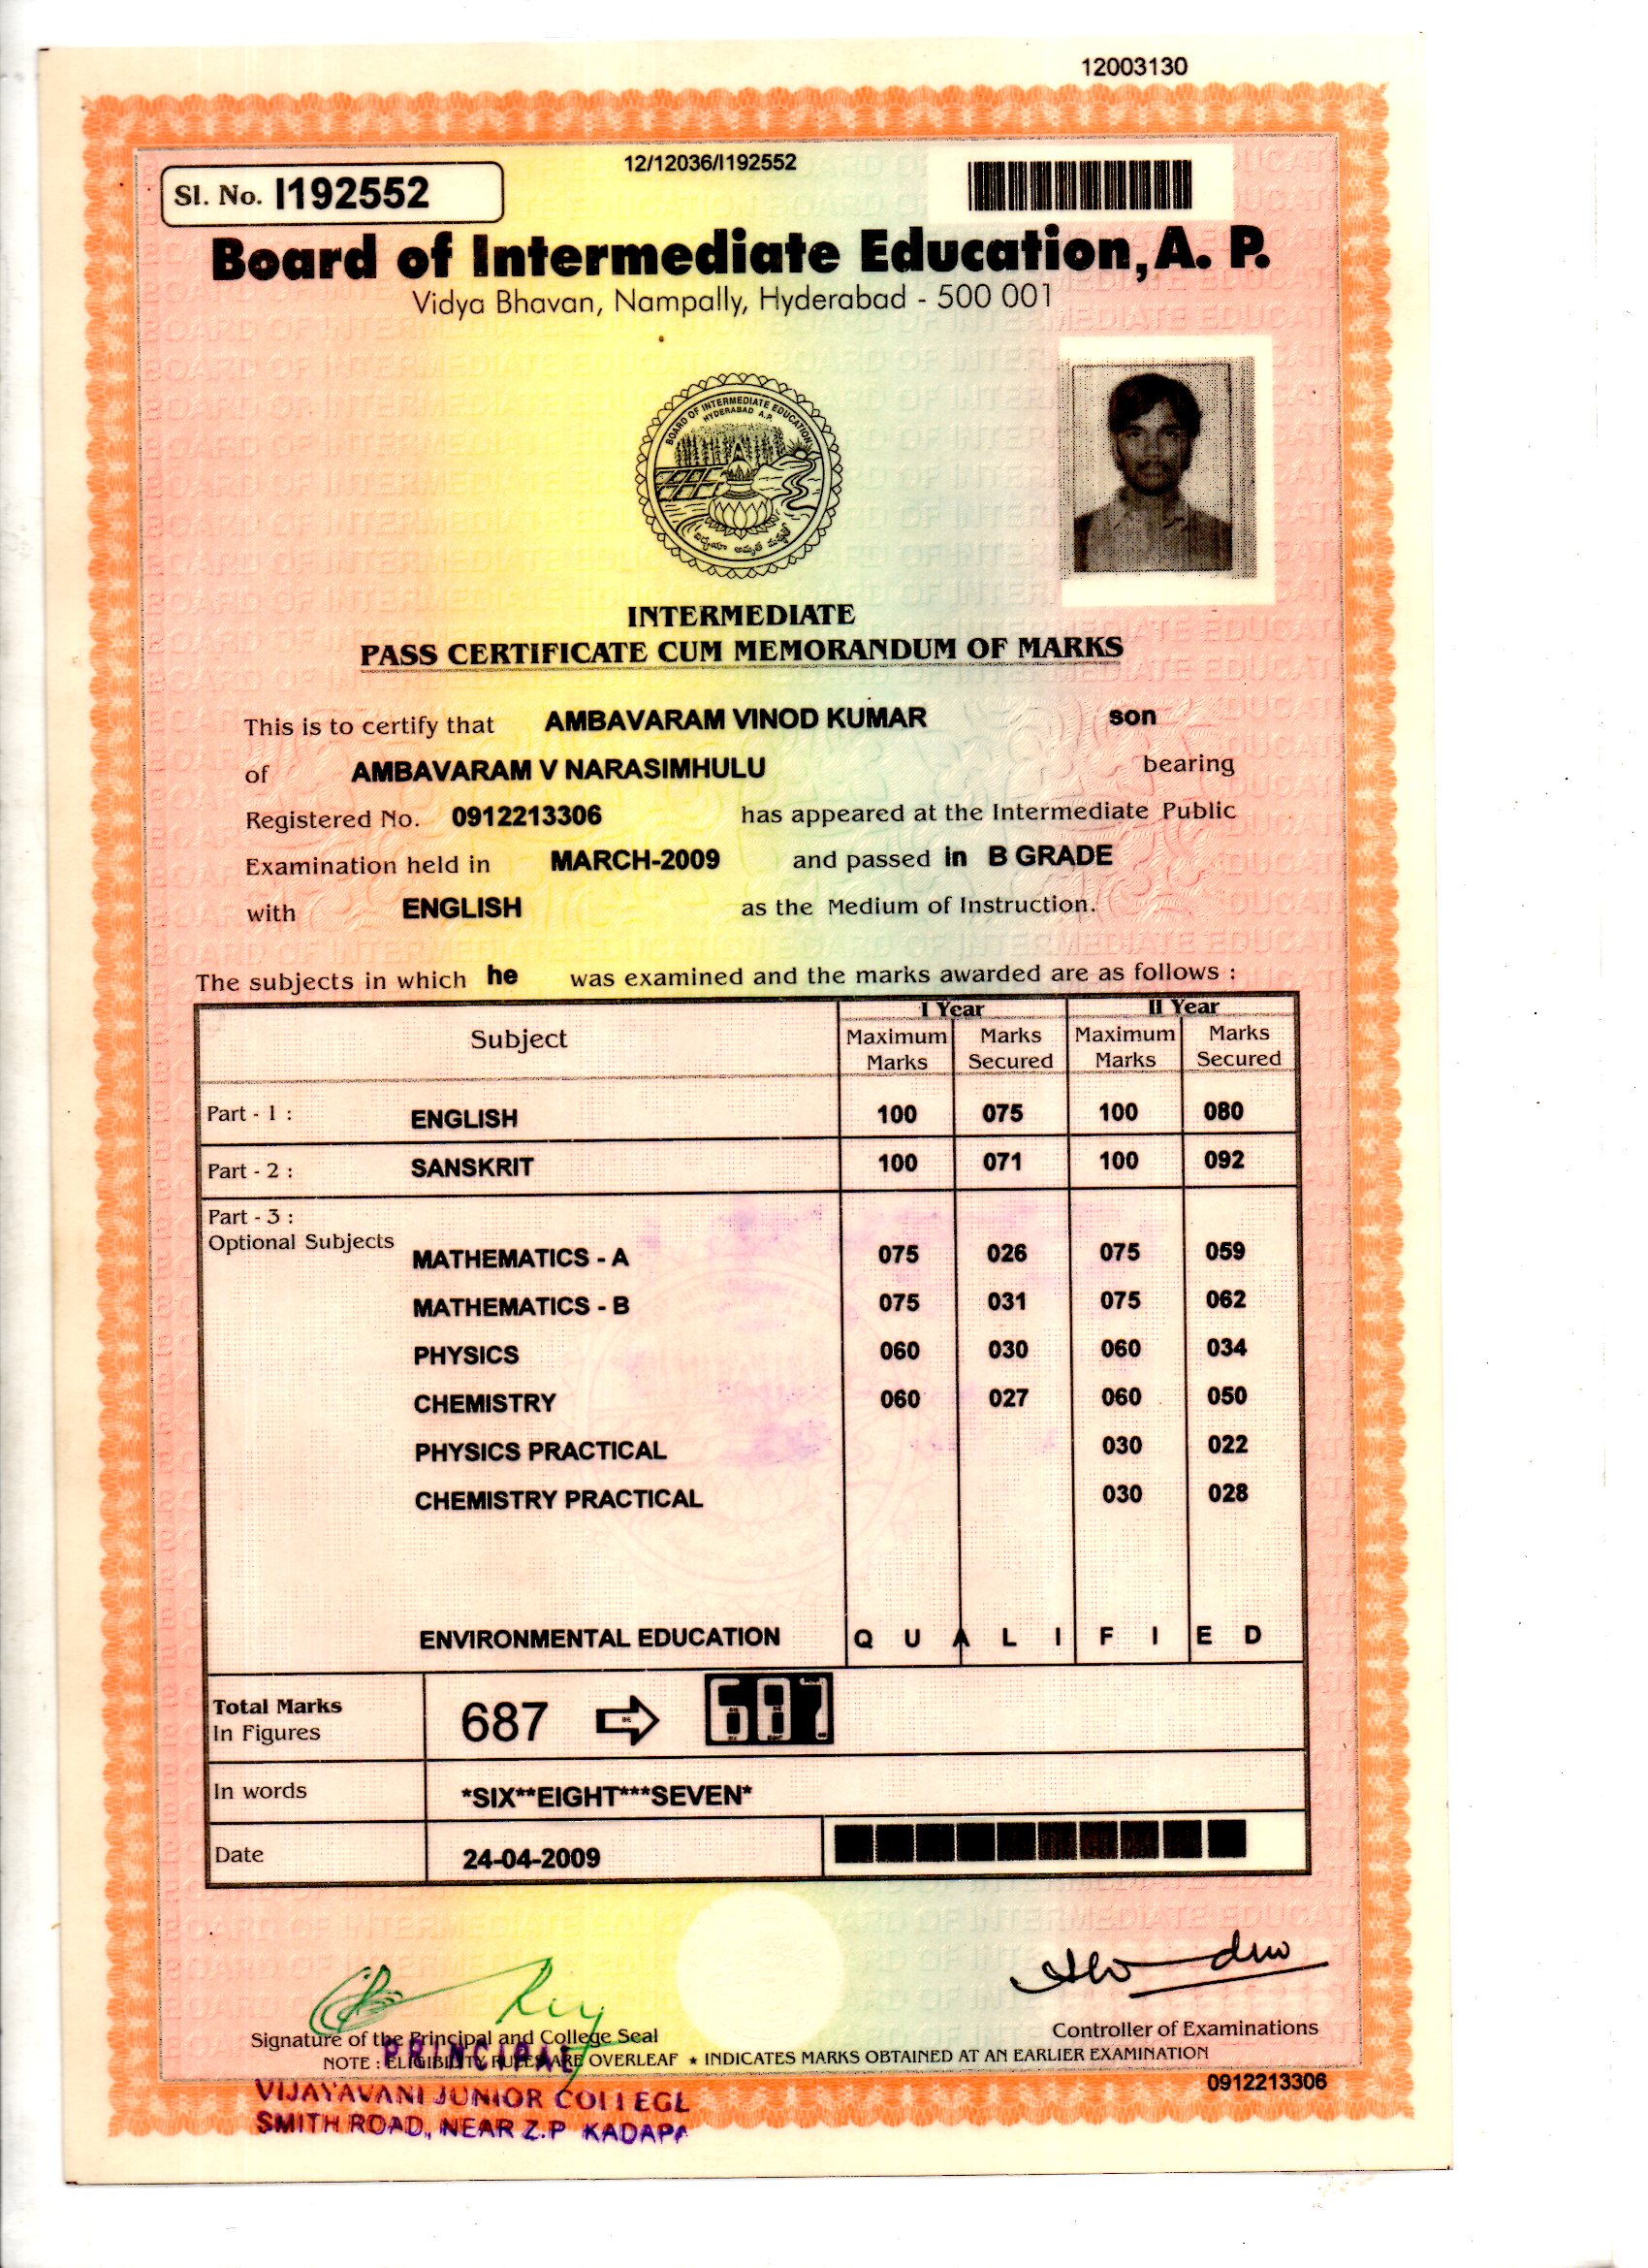 12003130
12/12036/I192552
Sl. No. I192552
Board of Intermediate Education, A. P.
Vidya Bhavan, Nampally, Hyderabad - 500 001
BOARD OF INTERMEDIATE EDUCATION
HYDERABAD A.P.
INTERMEDIATE
PASS CERTIFICATE CUM MEMORANDUM OF MARKS
This is to certify that AMBAVARAM VINOD KUMAR son
of AMBAVARAM V NARASIMHULU bearing
Registered No. 0912213306 has appeared at the Intermediate Public
Examination held in MARCH-2009 and passed in B GRADE
with ENGLISH as the Medium of Instruction.
The subjects in which he was examined and the marks awarded are as follows :
Subject I Year II Year
Maximum Marks Marks Secured Maximum Marks Marks Secured
Part - 1 : ENGLISH 100 075 100 080
Part - 2 : SANSKRIT 100 071 100 092
Part - 3 :
Optional Subjects
MATHEMATICS - A 075 026 075 059
MATHEMATICS - B 075 031 075 062
PHYSICS 060 030 060 034
CHEMISTRY 060 027 060 050
PHYSICS PRACTICAL 030 022
CHEMISTRY PRACTICAL 030 028
ENVIRONMENTAL EDUCATION Q U A L I F I E D
Total Marks
In Figures 687 687
In words *SIX**EIGHT***SEVEN*
Date 24-04-2009
Signature of the Principal and College Seal
Controller of Examinations
NOTE : ELIGIBILITY RULES ARE OVERLEAF ★ INDICATES MARKS OBTAINED AT AN EARLIER EXAMINATION
PRINCIPAL
0912213306
VIJAYAVANI JUNIOR COLLEGE
SMITH ROAD, NEAR Z.P KADAPA